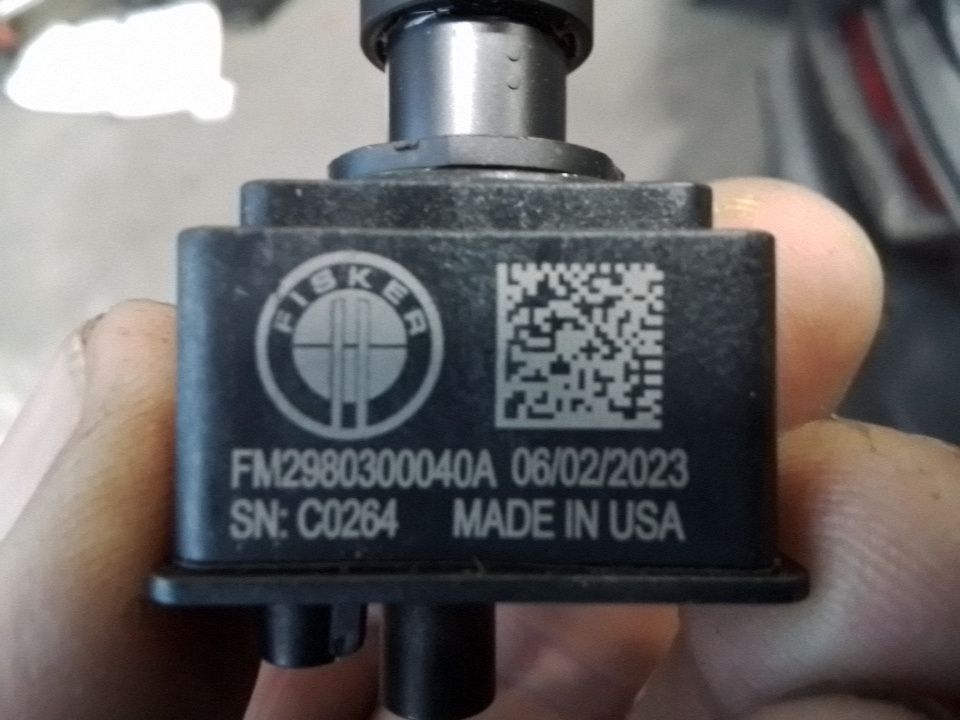 FISKER
FM2980300040A 06/02/2023
SN: C0264 MADE IN USA